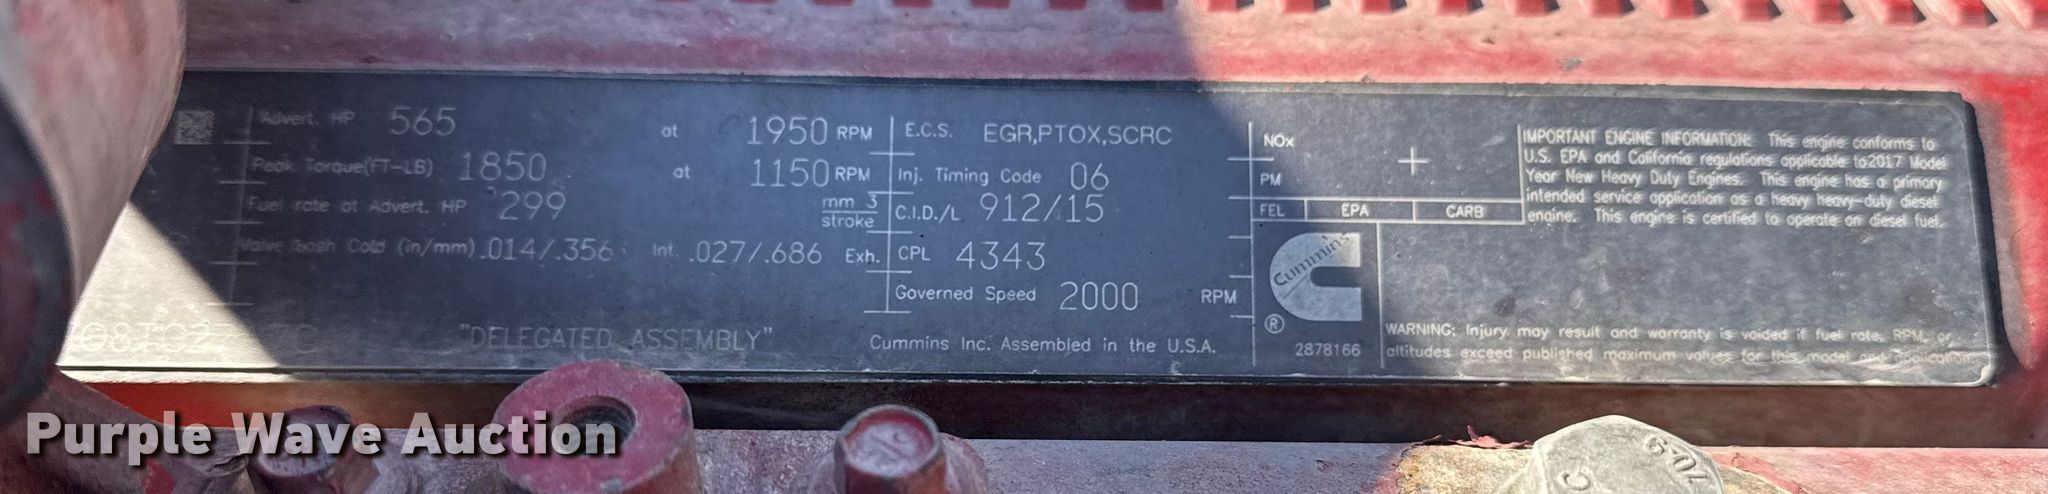 Advert. HP 565 at 1950 RPM
Peak Torque(FT-LB) 1850 at 1150 RPM
Fuel rate at Advert. HP 299 mm 3
stroke
Valve Lash Cold (in/mm) .014/.356 Int. .027/.686 Exh.
"DELEGATED ASSEMBLY"
E.C.S. EGR,PTOX,SCRC
Inj. Timing Code 06
C.I.D./L 912/15
CPL 4343
Governed Speed 2000 RPM
Cummins Inc. Assembled in the U.S.A.
NOx
PM
FEL EPA CARB
Cummins
®
2878166
IMPORTANT ENGINE INFORMATION: This engine conforms to
U.S. EPA and California regulations applicable to 2017 Model
Year New Heavy Duty Engines. This engine has a primary
intended service application as a heavy heavy-duty diesel
engine. This engine is certified to operate on diesel fuel.
WARNING: Injury may result and warranty is voided if fuel rate, RPM, or
altitudes exceed published maximum values for this model and application.
Purple Wave Auction
10-9
C